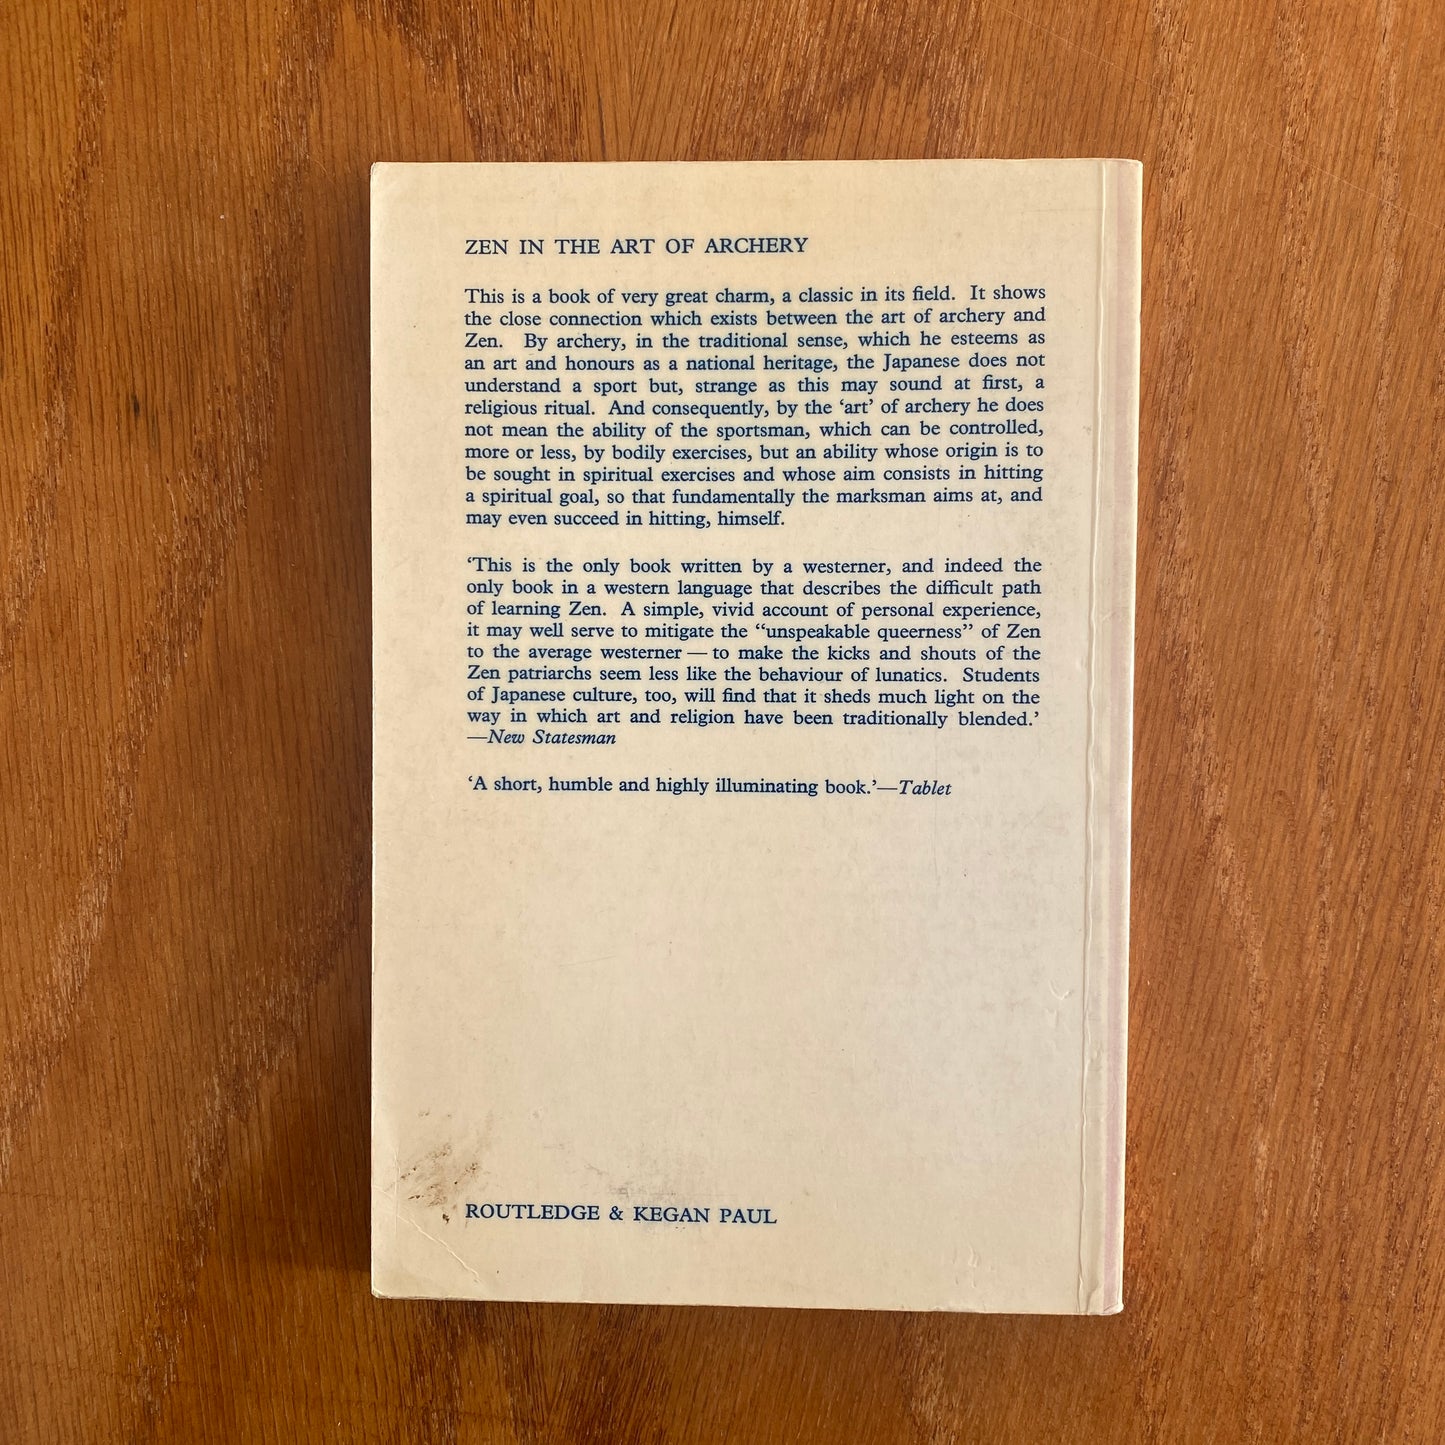 ZEN IN THE ART OF ARCHERY
This is a book of very great charm, a classic in its field. It shows
the close connection which exists between the art of archery and
Zen. By archery, in the traditional sense, which he esteems as
an art and honours as a national heritage, the Japanese does not
understand a sport but, strange as this may sound at first, a
religious ritual. And consequently, by the ‘art’ of archery he does
not mean the ability of the sportsman, which can be controlled,
more or less, by bodily exercises, but an ability whose origin is to
be sought in spiritual exercises and whose aim consists in hitting
a spiritual goal, so that fundamentally the marksman aims at, and
may even succeed in hitting, himself.
‘This is the only book written by a westerner, and indeed the
only book in a western language that describes the difficult path
of learning Zen. A simple, vivid account of personal experience,
it may well serve to mitigate the “unspeakable queerness” of Zen
to the average westerner — to make the kicks and shouts of the
Zen patriarchs seem less like the behaviour of lunatics. Students
of Japanese culture, too, will find that it sheds much light on the
way in which art and religion have been traditionally blended.’
—New Statesman
‘A short, humble and highly illuminating book.’—Tablet
ROUTLEDGE & KEGAN PAUL